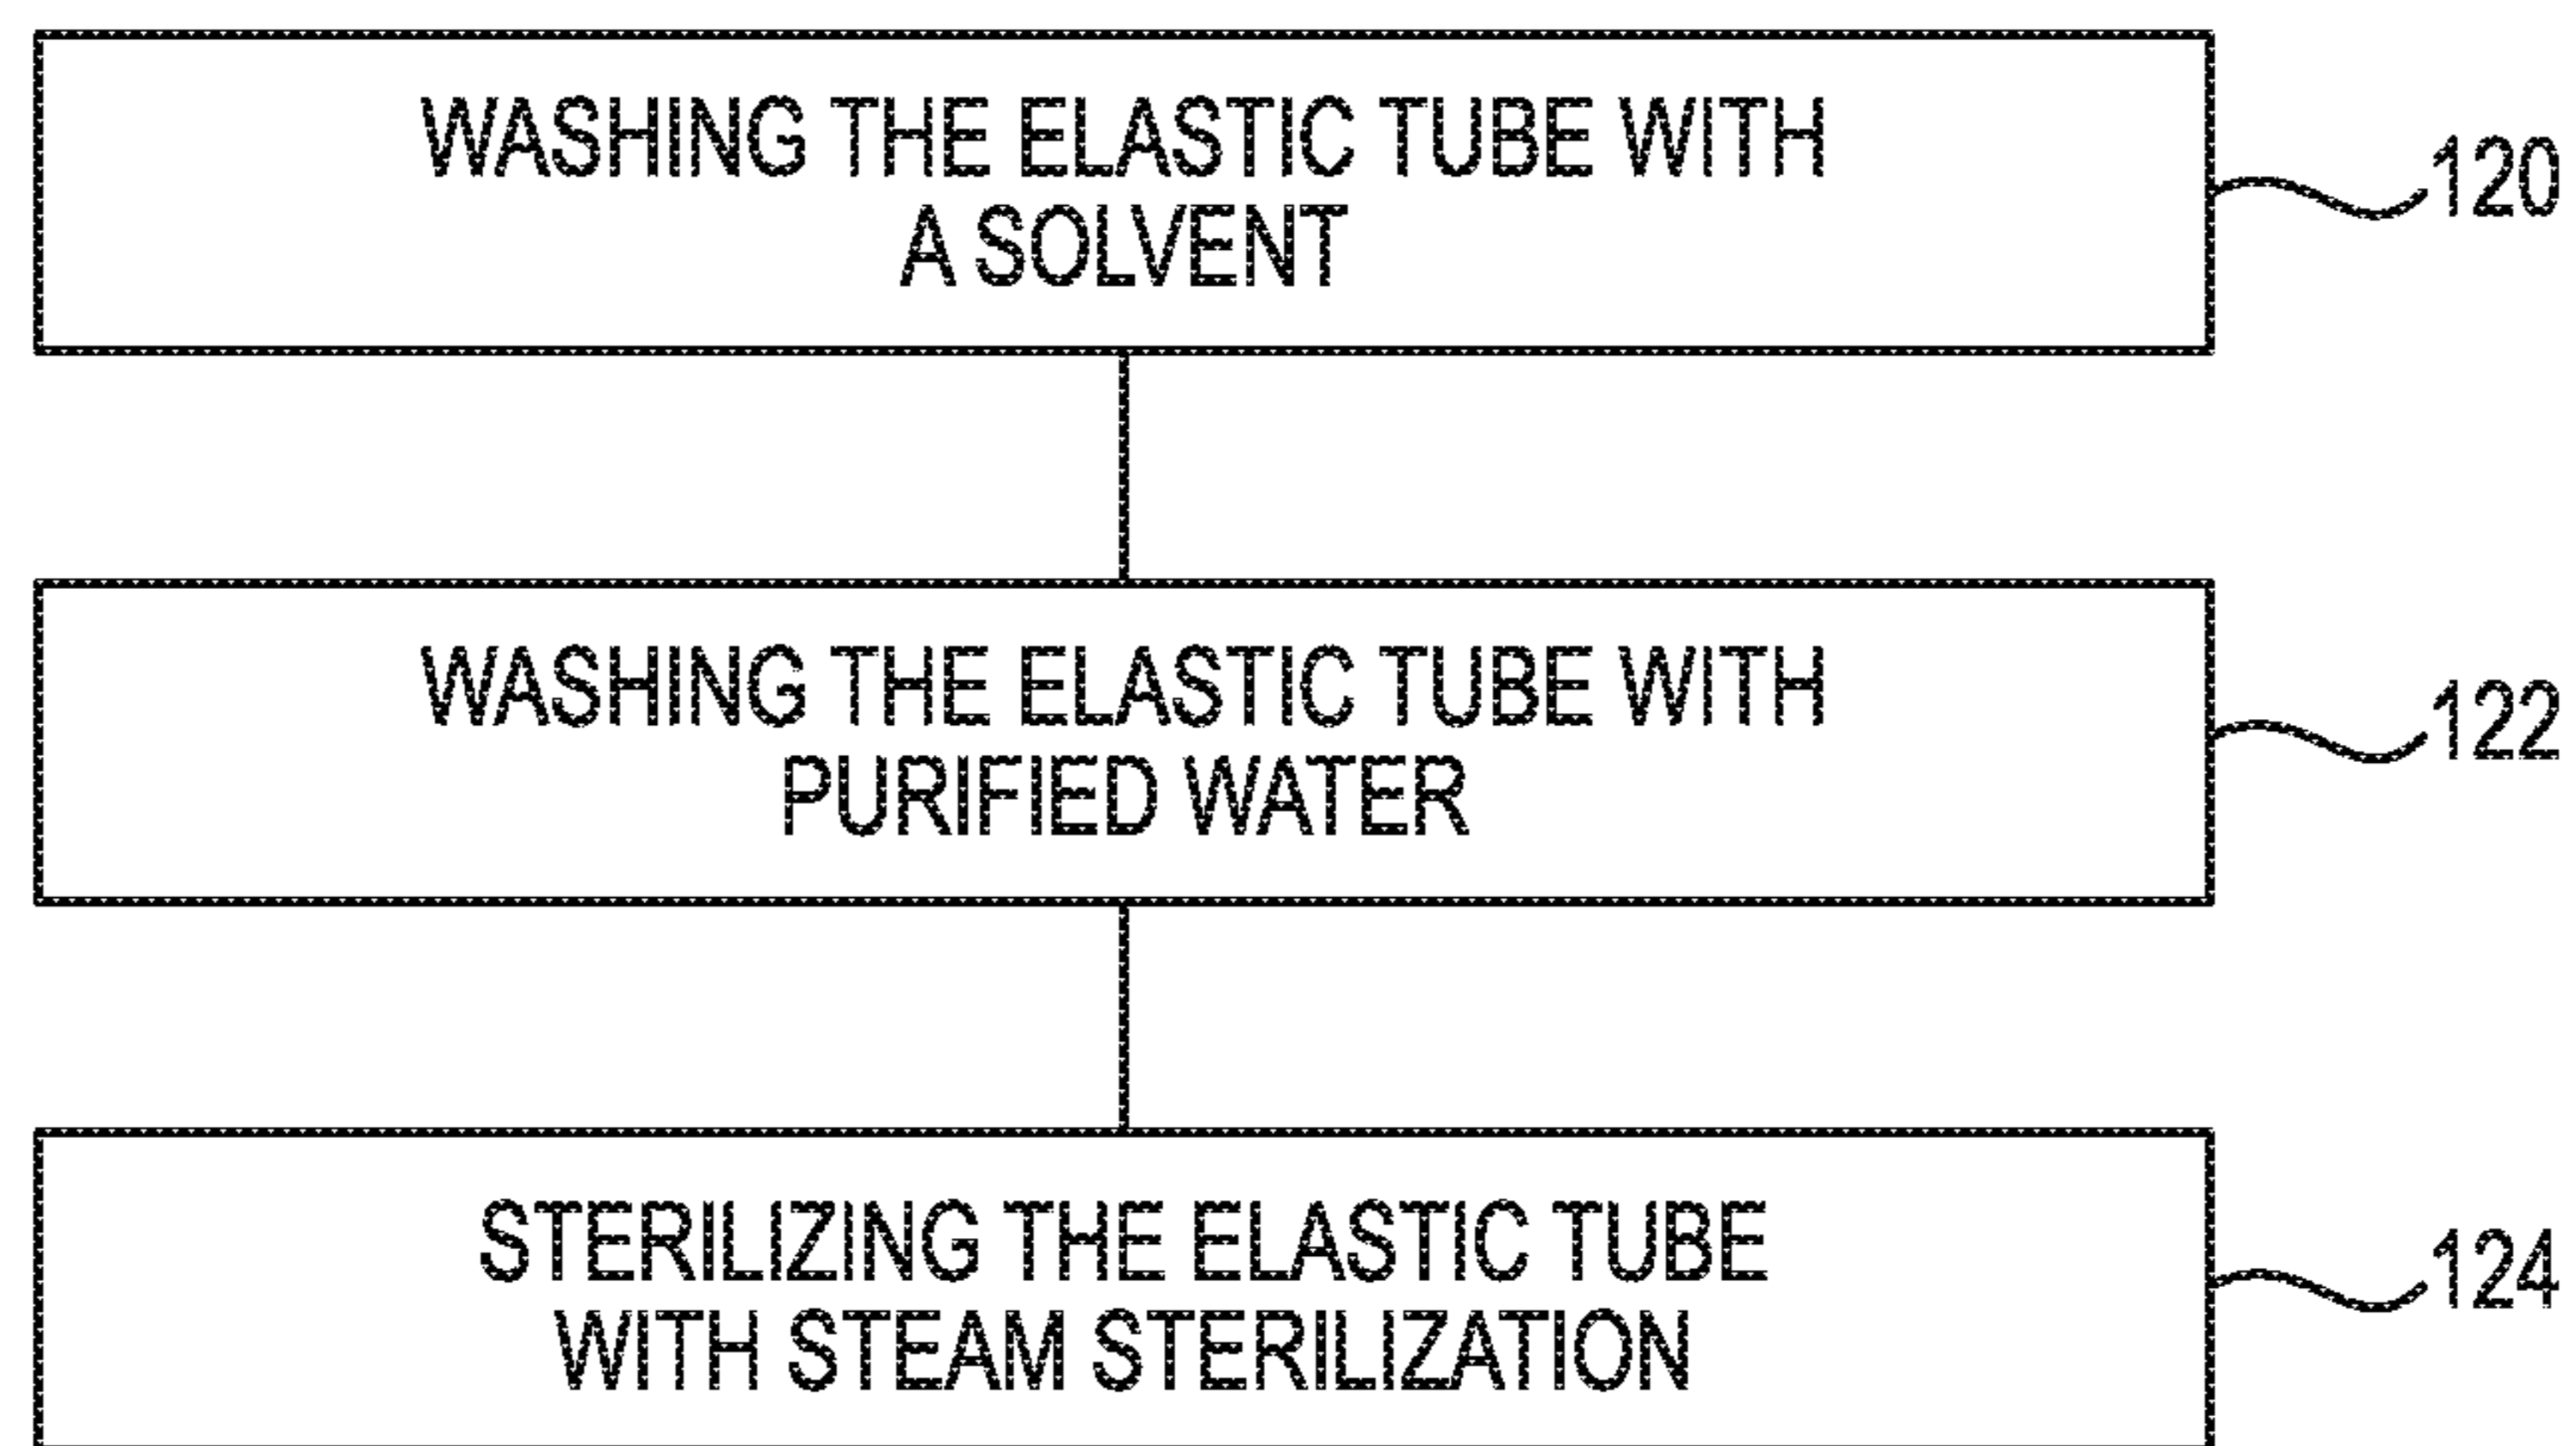 WASHING THE ELASTIC TUBE WITH
A SOLVENT
120
WASHING THE ELASTIC TUBE WITH
PURIFIED WATER
122
STERILIZING THE ELASTIC TUBE
WITH STEAM STERILIZATION
124